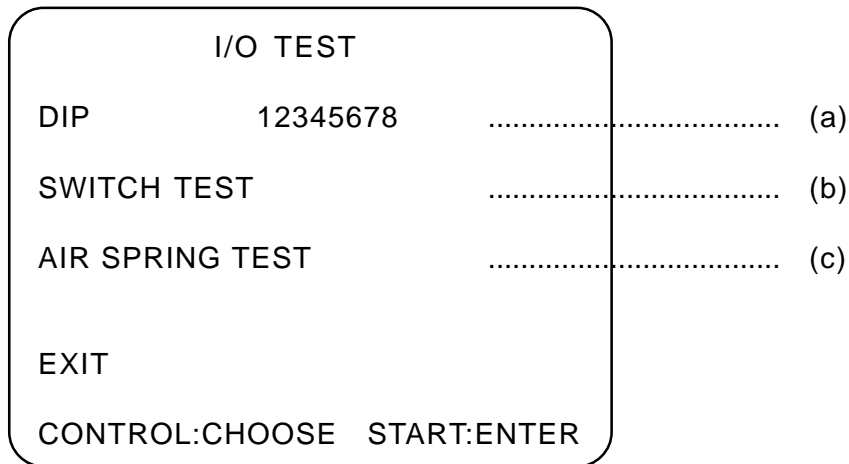 I/O TEST
DIP 12345678 .............................. (a)
SWITCH TEST .............................. (b)
AIR SPRING TEST .............................. (c)
EXIT
CONTROL:CHOOSE START:ENTER